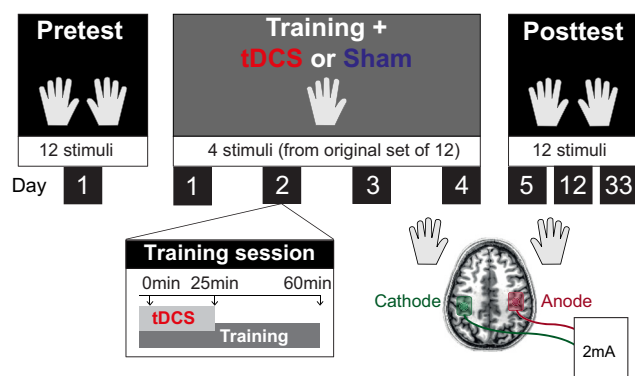 Pretest
12 stimuli
Training +
tDCS or Sham
4 stimuli (from original set of 12)
Posttest
12 stimuli
Day 1 1 2 3 4 5 12 33
Training session
0min 25min 60min
tDCS
Training
Cathode Anode
2mA